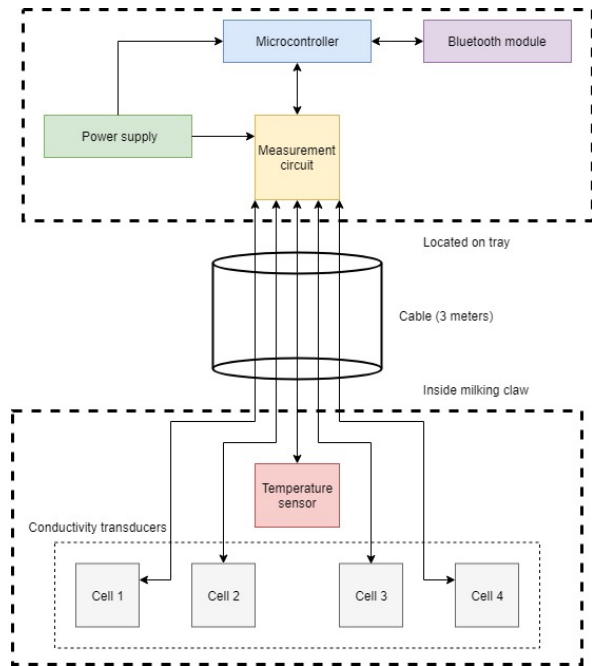 Microcontroller
Bluetooth module
Power supply
Measurement
circuit
Located on tray
Cable (3 meters)
Inside milking claw
Temperature
sensor
Conductivity transducers
Cell 1
Cell 2
Cell 3
Cell 4